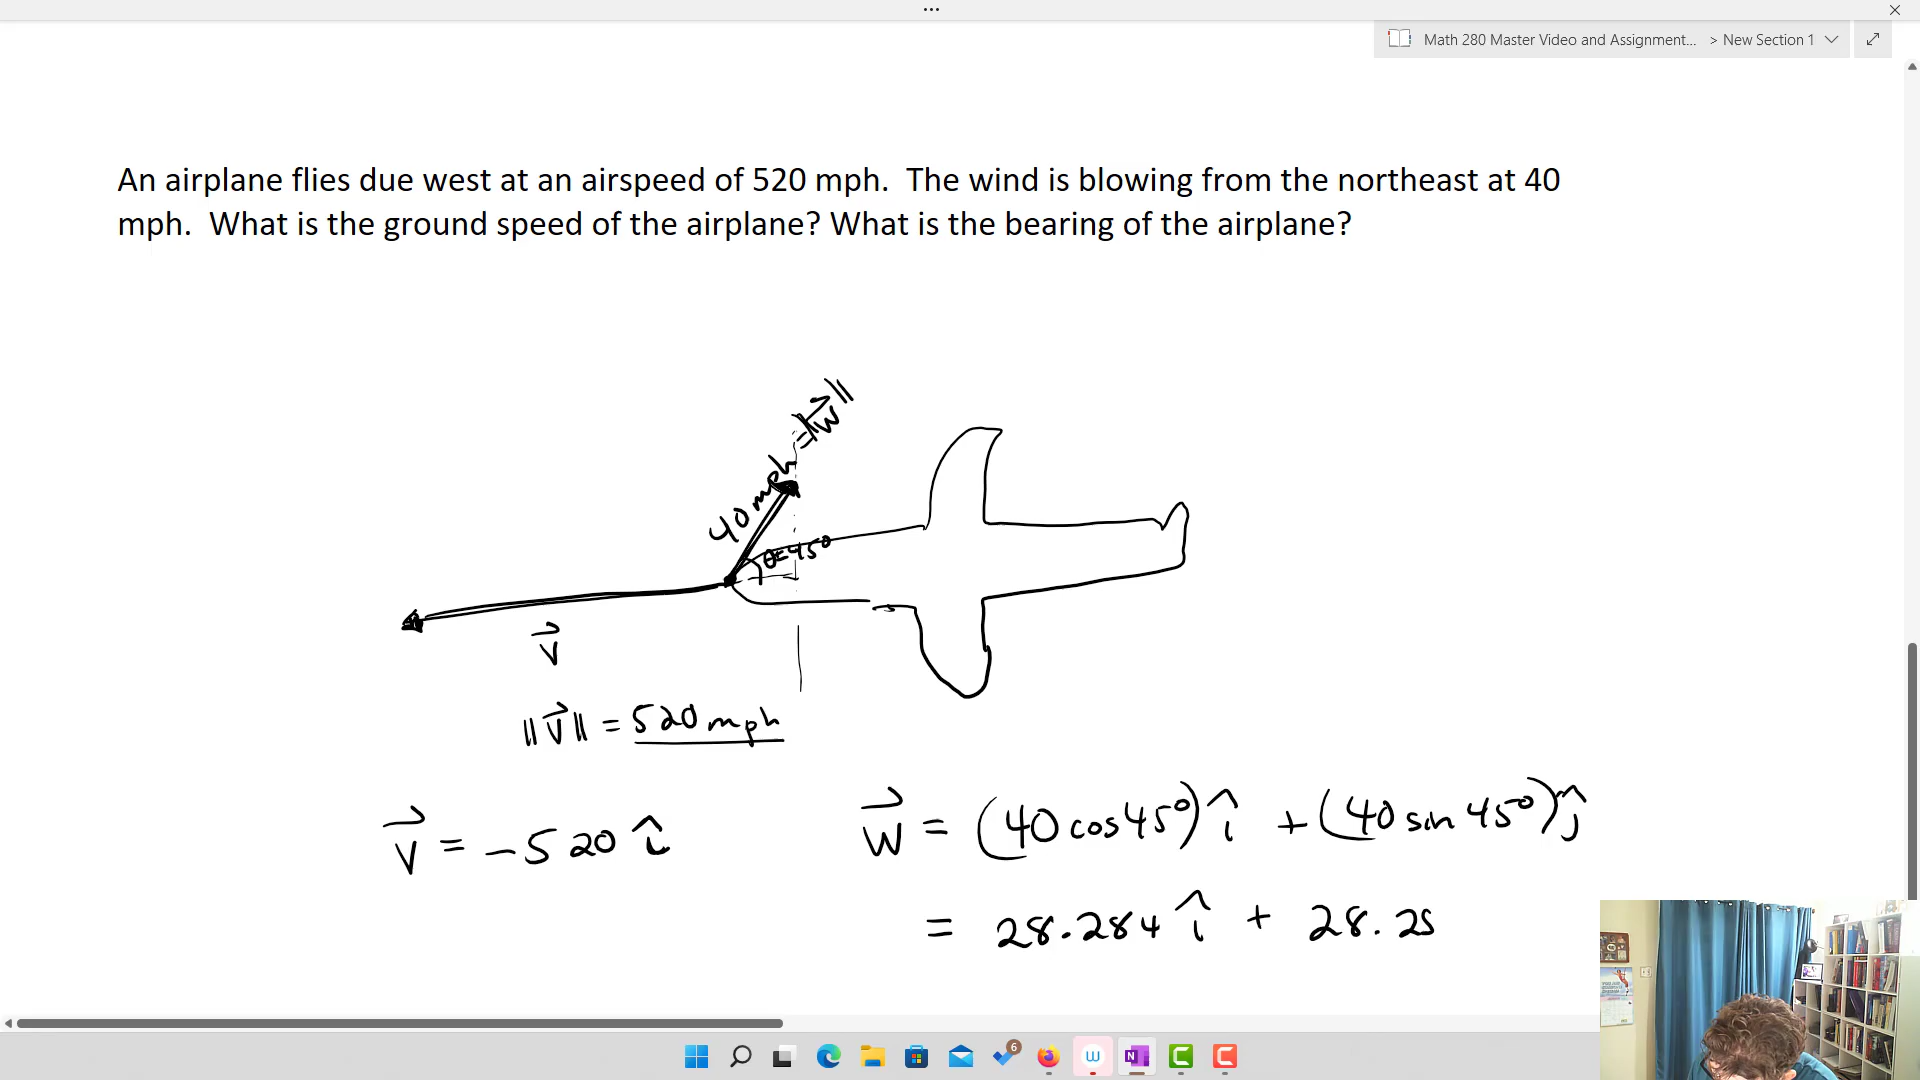 Math 280 Master Video and Assignment... > New Section 1
An airplane flies due west at an airspeed of 520 mph. The wind is blowing from the northeast at 40
mph. What is the ground speed of the airplane? What is the bearing of the airplane?
40 mph = ||w⃗||
θ=45°
v⃗
||v⃗|| = 520 mph
v⃗ = -520 î
w⃗ = (40 cos 45°) î + (40 sin 45°) ĵ
= 28.284 î + 28.28
6